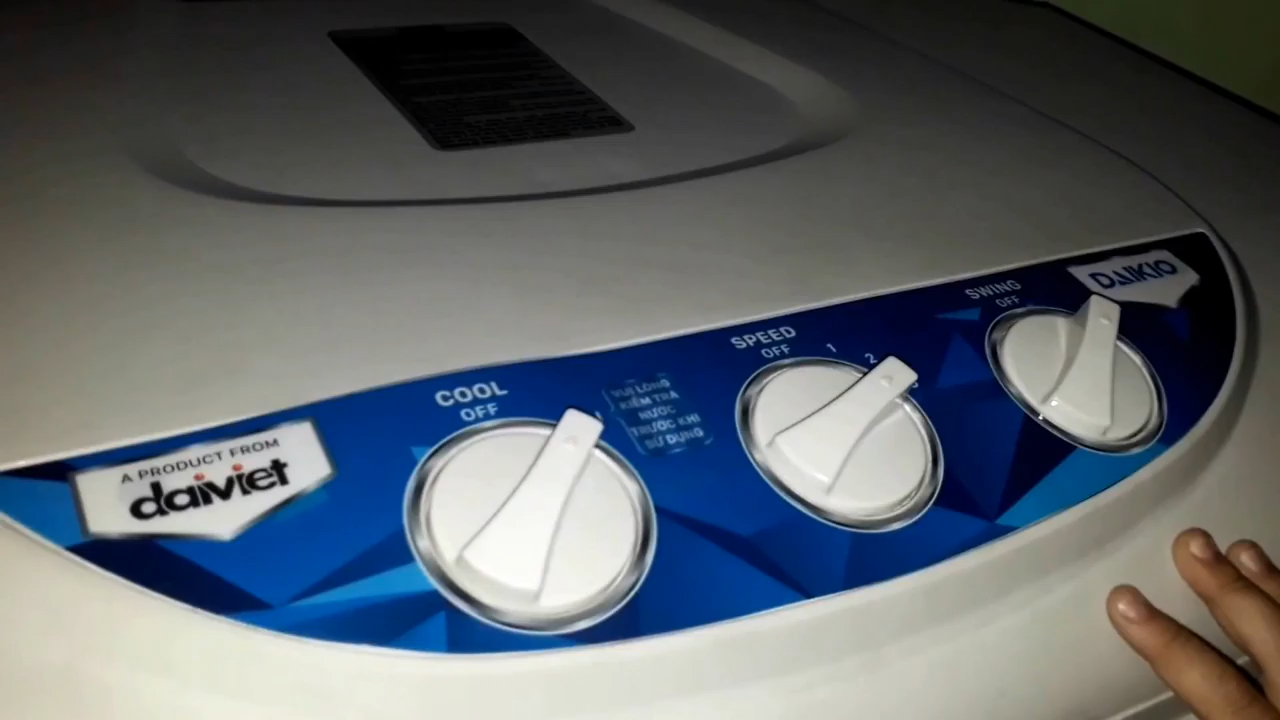 A PRODUCT FROM
daiviet
COOL
OFF
VUI LÒNG
KIỂM TRA
NƯỚC
TRƯỚC KHI
SỬ DỤNG
SPEED
OFF
1
2
3
SWING
OFF
DAIKIO